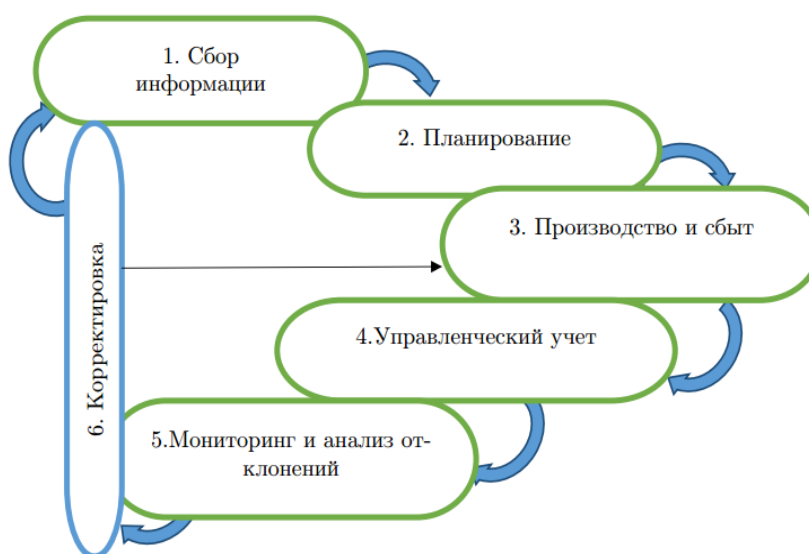 1. Сбор
информации
2. Планирование
3. Производство и сбыт
4.Управленческий учет
5.Мониторинг и анализ от-
клонений
6. Корректировка